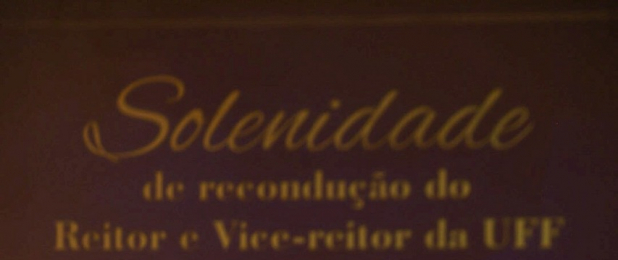 Solenidade
de recondução do
Reitor e Vice-reitor da UFF